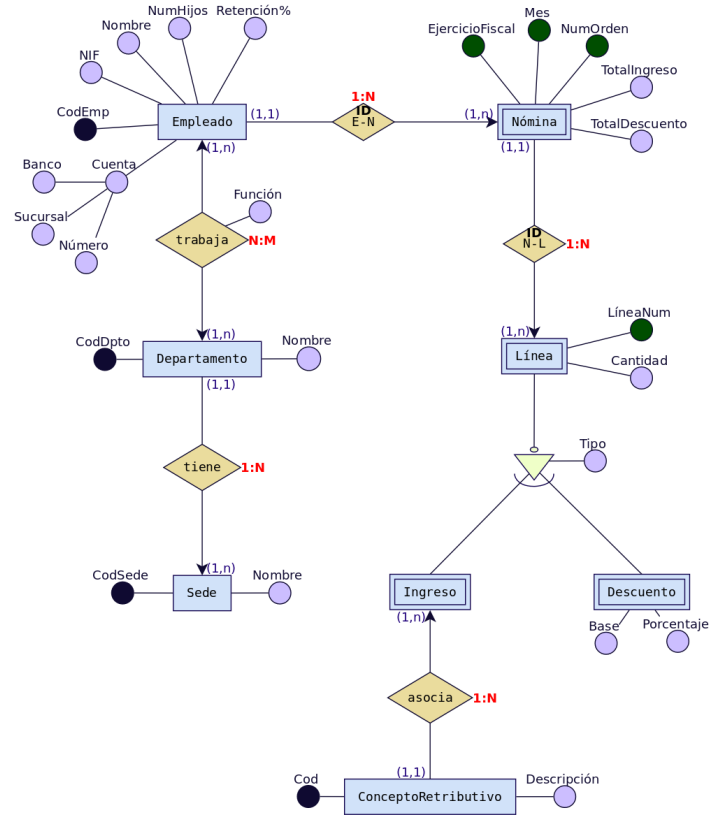 NumHijos
Retención%
Nombre
NIF
CodEmp
Banco
Cuenta
Sucursal
Número
Empleado
(1,1)
(1,n)
1:N
ID
E-N
EjercicioFiscal
Mes
NumOrden
TotalIngreso
TotalDescuento
(1,n)
Nómina
(1,1)
Función
trabaja
N:M
ID
N-L
1:N
(1,n)
CodDpto
Departamento
Nombre
(1,1)
(1,n)
Línea
LíneaNum
Cantidad
Tipo
tiene
1:N
(1,n)
CodSede
Sede
Nombre
Ingreso
(1,n)
Descuento
Base
Porcentaje
asocia
1:N
(1,1)
Cod
ConceptoRetributivo
Descripción